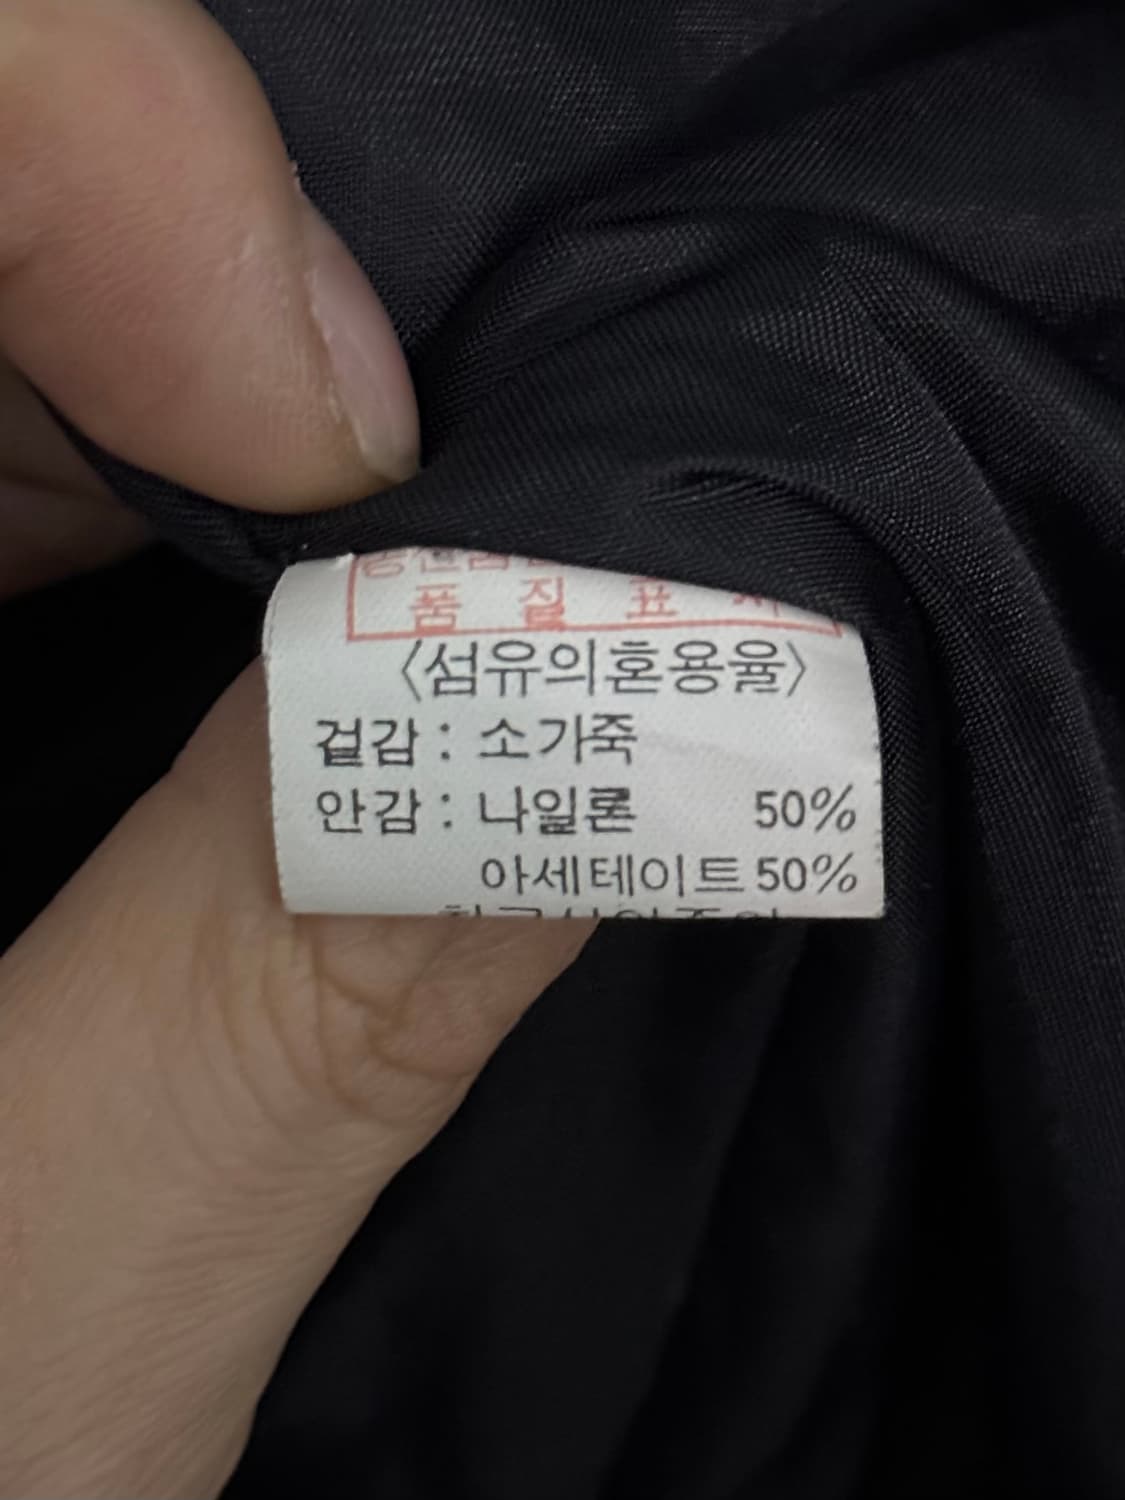 품 질 표 시
〈섬유의혼용율〉
겉감 : 소가죽
안감 : 나일론 50%
아세테이트 50%